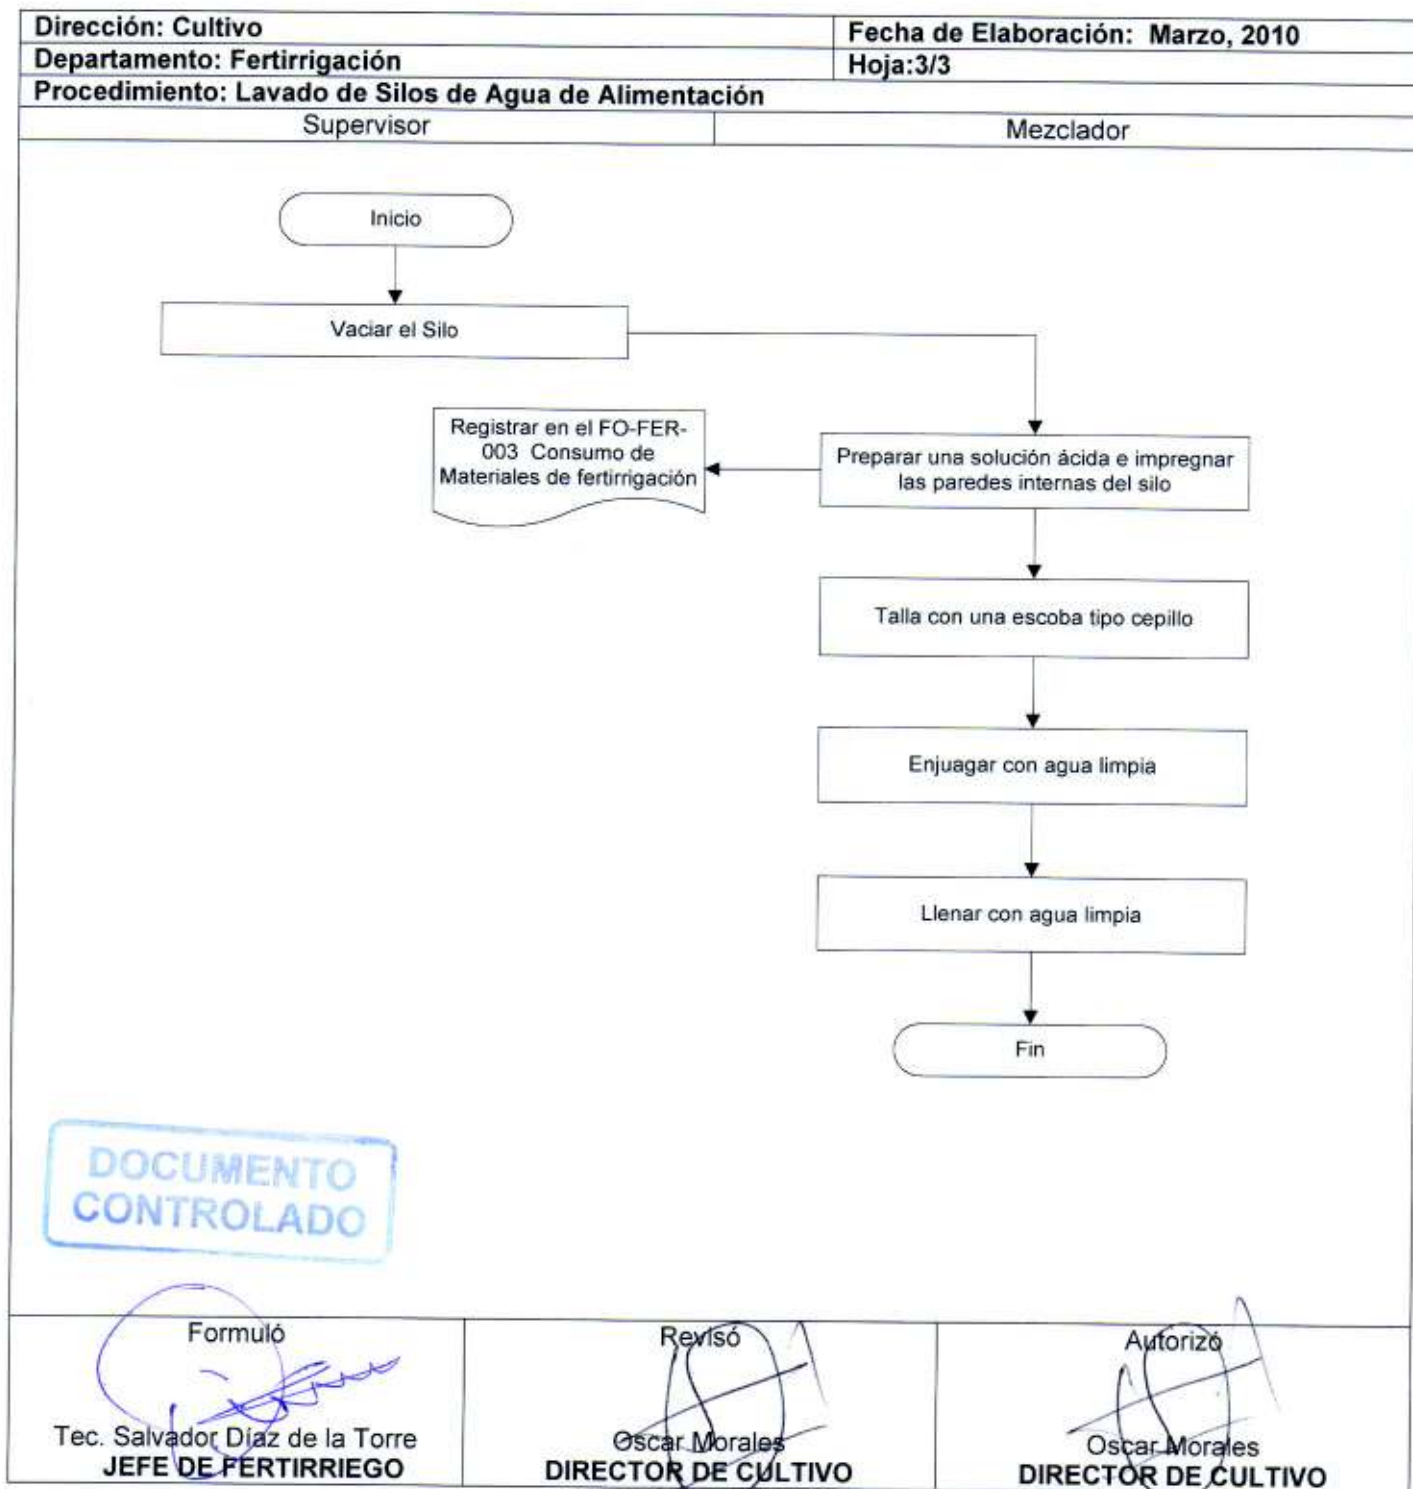 Dirección: Cultivo
Fecha de Elaboración: Marzo, 2010
Departamento: Fertirrigación
Hoja:3/3
Procedimiento: Lavado de Silos de Agua de Alimentación
Supervisor
Mezclador
Inicio
Vaciar el Silo
Registrar en el FO-FER-
003 Consumo de
Materiales de fertirrigación
Preparar una solución ácida e impregnar
las paredes internas del silo
Talla con una escoba tipo cepillo
Enjuagar con agua limpia
Llenar con agua limpia
Fin
DOCUMENTO
CONTROLADO
Formuló
Tec. Salvador Díaz de la Torre
JEFE DE FERTIRRIEGO
Revisó
Oscar Morales
DIRECTOR DE CULTIVO
Autorizó
Oscar Morales
DIRECTOR DE CULTIVO